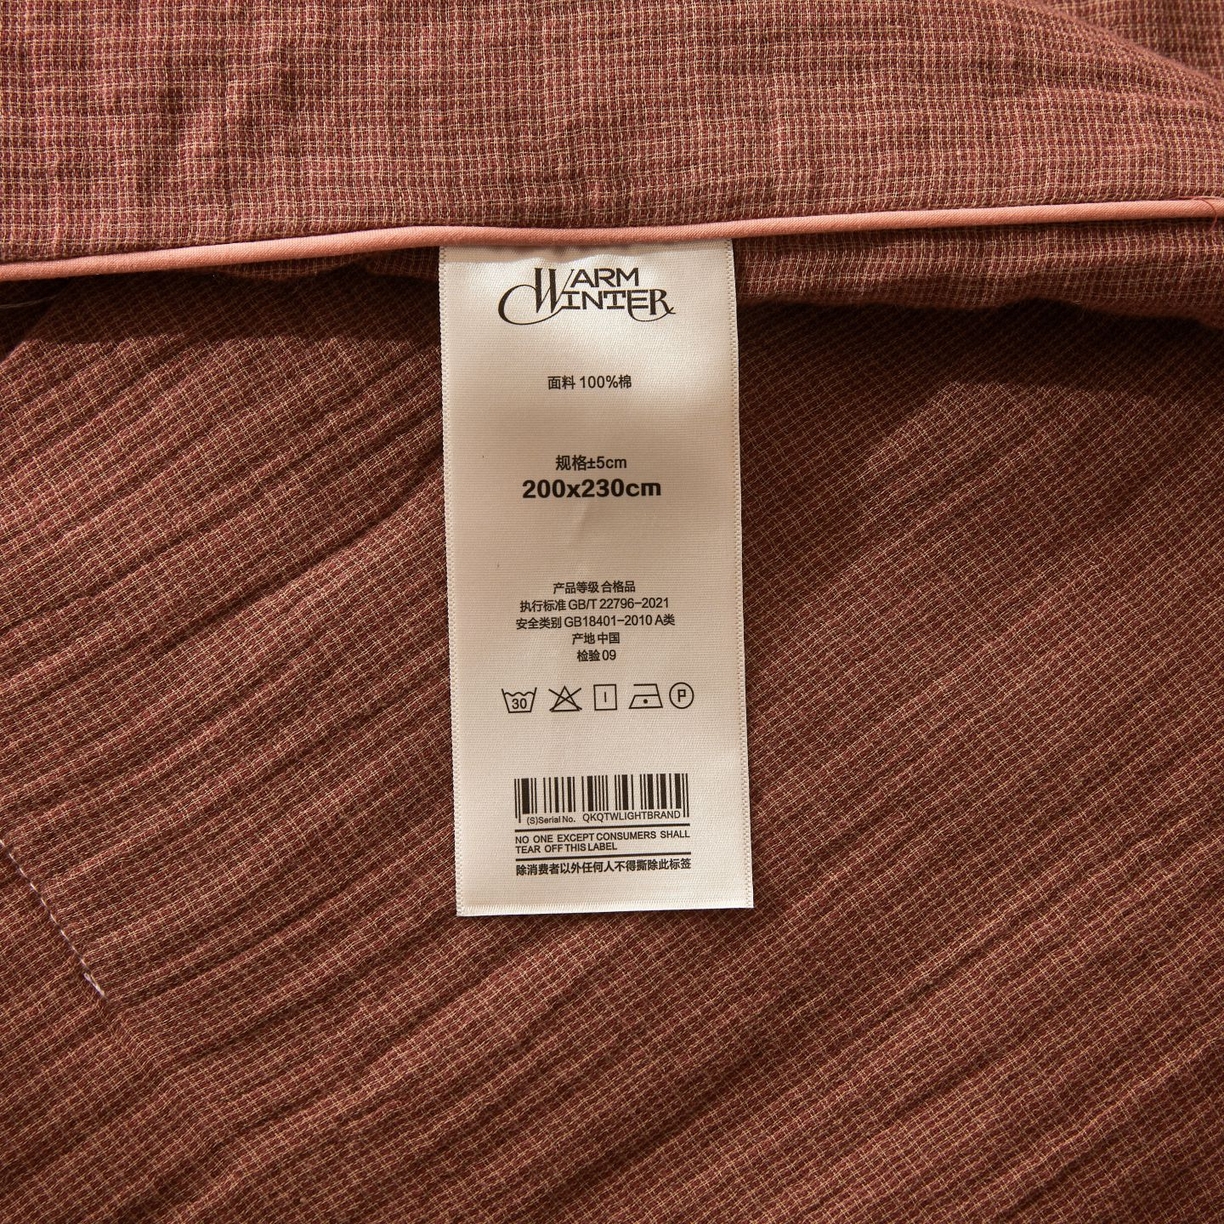 WARM
WINTER
面料 100%棉
规格±5cm
200x230cm
产品等级 合格品
执行标准 GB/T 22796-2021
安全类别 GB18401-2010 A类
产地 中国
检验 09
30 I P
(S)Serial No. QKQTWLIGHTBRAND
NO ONE EXCEPT CONSUMERS SHALL
TEAR OFF THIS LABEL
除消费者以外任何人不得撕除此标签